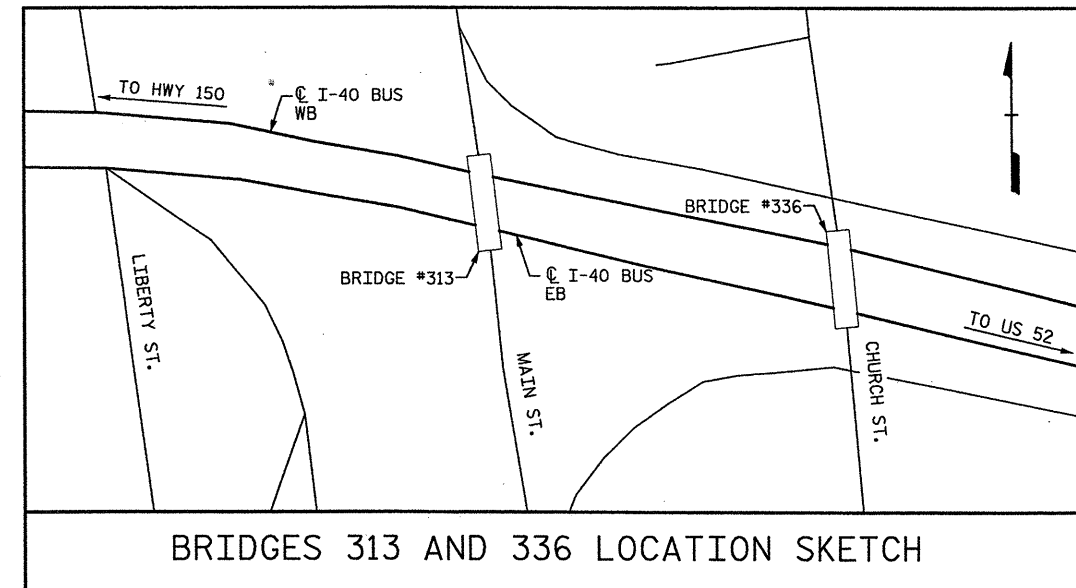 TO HWY 150
℄ I-40 BUS
WB
BRIDGE #336
BRIDGE #313
℄ I-40 BUS
EB
LIBERTY ST.
MAIN ST.
CHURCH ST.
TO US 52
BRIDGES 313 AND 336 LOCATION SKETCH